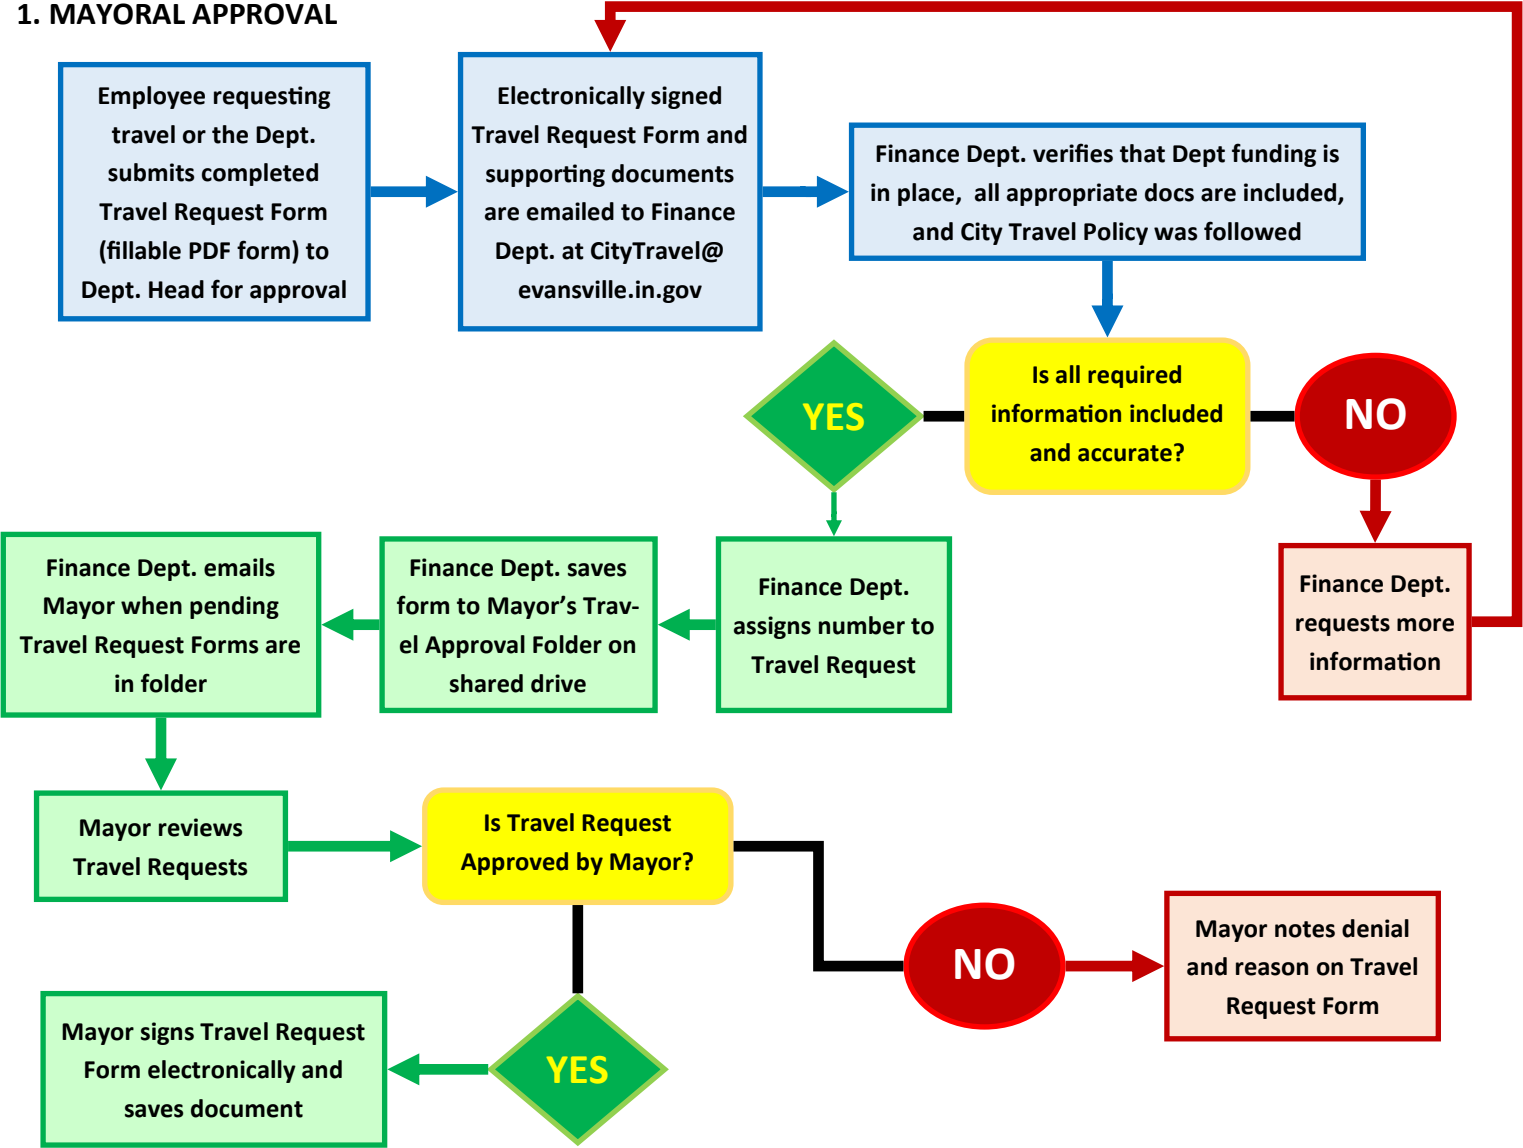 1. MAYORAL APPROVAL
Employee requesting
travel or the Dept.
submits completed
Travel Request Form
(fillable PDF form) to
Dept. Head for approval
Electronically signed
Travel Request Form and
supporting documents
are emailed to Finance
Dept. at CityTravel@
evansville.in.gov
Finance Dept. verifies that Dept funding is
in place, all appropriate docs are included,
and City Travel Policy was followed
YES
Is all required
information included
and accurate?
NO
Finance Dept. emails
Mayor when pending
Travel Request Forms are
in folder
Finance Dept. saves
form to Mayor’s Trav-
el Approval Folder on
shared drive
Finance Dept.
assigns number to
Travel Request
Finance Dept.
requests more
information
Mayor reviews
Travel Requests
Is Travel Request
Approved by Mayor?
NO
Mayor notes denial
and reason on Travel
Request Form
Mayor signs Travel Request
Form electronically and
saves document
YES